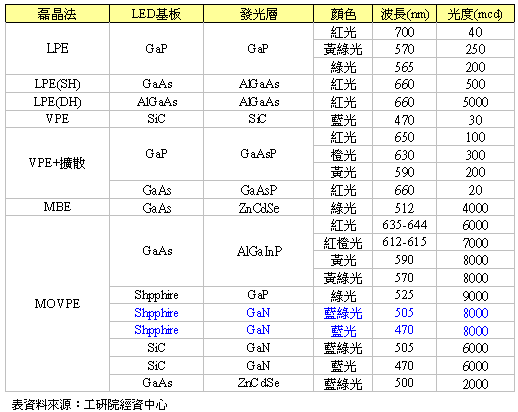 磊晶法 LED基板 發光層 顏色 波長(nm) 光度(mcd)
LPE GaP GaP 紅光 700 40
黃綠光 570 250
綠光 565 200
LPE(SH) GaAs AlGaAs 紅光 660 500
LPE(DH) AlGaAs AlGaAs 紅光 660 5000
VPE SiC SiC 藍光 470 30
VPE+擴散 GaP GaAsP 紅光 650 100
橙光 630 300
黃光 590 200
GaAs GaAsP 紅光 660 20
MBE GaAs ZnCdSe 綠光 512 4000
MOVPE GaAs AlGaInP 紅光 635-644 6000
紅橙光 612-615 7000
黃光 590 8000
黃綠光 570 8000
Shpphire GaP 綠光 525 9000
Shpphire GaN 藍綠光 505 8000
Shpphire GaN 藍光 470 8000
SiC GaN 藍綠光 505 6000
SiC GaN 藍光 470 6000
GaAs ZnCdSe 藍綠光 500 2000
表資料來源：工研院經資中心